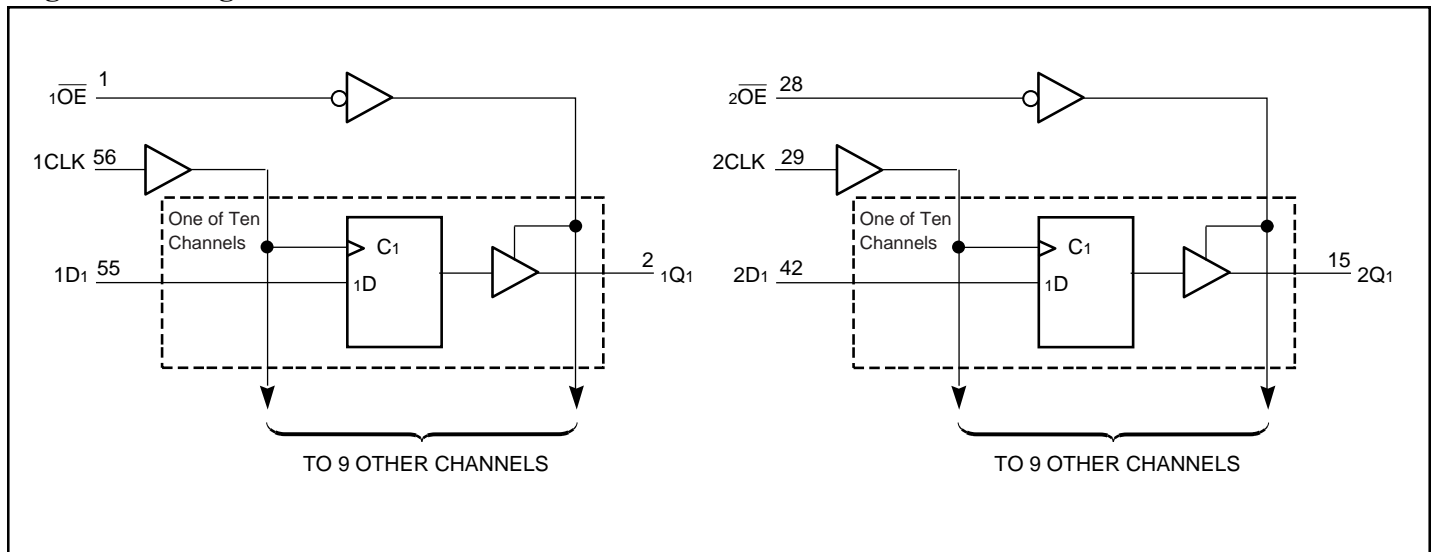 1OE 1
1CLK 56
One of Ten
Channels
C1
1D1 55
1D
2
1Q1
TO 9 OTHER CHANNELS
2OE 28
2CLK 29
One of Ten
Channels
C1
2D1 42
1D
15
2Q1
TO 9 OTHER CHANNELS